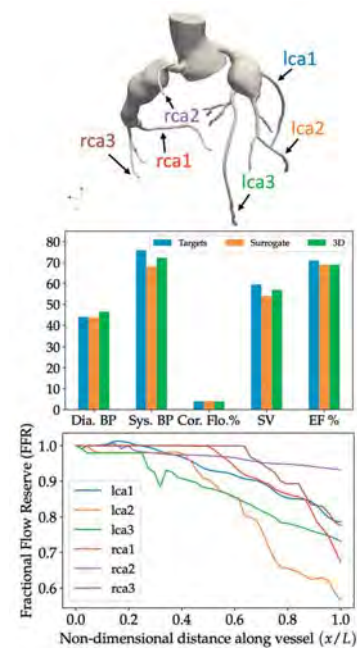 lca1
rca2
lca2
rca3
rca1
lca3
80
70
60
50
40
30
20
10
0
Targets Surrogate 3D
Dia. BP Sys. BP Cor. Flo.% SV EF %
Fractional Flow Reserve (FFR)
1.0
0.9
0.8
0.7
0.6
lca1
lca2
lca3
rca1
rca2
rca3
0.0 0.2 0.4 0.6 0.8 1.0
Non-dimensional distance along vessel (x/L)